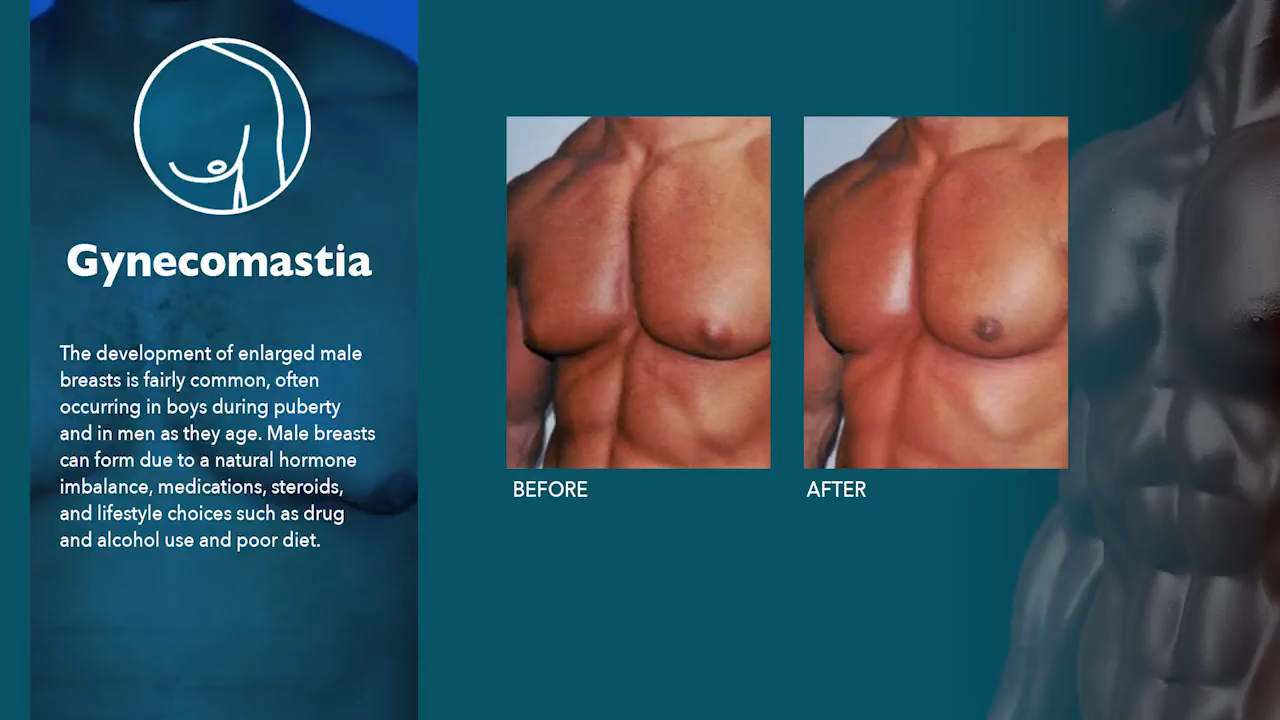 Gynecomastia
The development of enlarged male
breasts is fairly common, often
occurring in boys during puberty
and in men as they age. Male breasts
can form due to a natural hormone
imbalance, medications, steroids,
and lifestyle choices such as drug
and alcohol use and poor diet.
BEFORE
AFTER